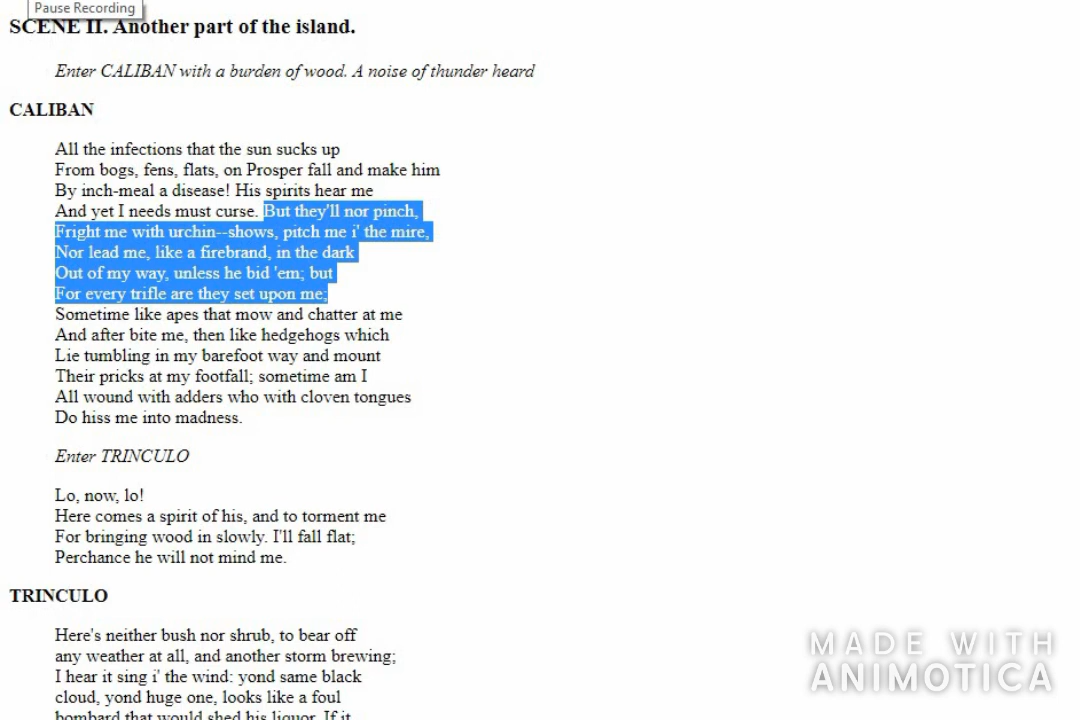 Pause Recording
SCENE II. Another part of the island.
Enter CALIBAN with a burden of wood. A noise of thunder heard
CALIBAN
All the infections that the sun sucks up
From bogs, fens, flats, on Prosper fall and make him
By inch-meal a disease! His spirits hear me
And yet I needs must curse. But they'll nor pinch,
Fright me with urchin--shows, pitch me i' the mire,
Nor lead me, like a firebrand, in the dark
Out of my way, unless he bid 'em; but
For every trifle are they set upon me;
Sometime like apes that mow and chatter at me
And after bite me, then like hedgehogs which
Lie tumbling in my barefoot way and mount
Their pricks at my footfall; sometime am I
All wound with adders who with cloven tongues
Do hiss me into madness.
Enter TRINCULO
Lo, now, lo!
Here comes a spirit of his, and to torment me
For bringing wood in slowly. I'll fall flat;
Perchance he will not mind me.
TRINCULO
Here's neither bush nor shrub, to bear off
any weather at all, and another storm brewing;
I hear it sing i' the wind: yond same black
cloud, yond huge one, looks like a foul
bombard that would shed his liquor. If it
MADE WITH
ANIMOTICA